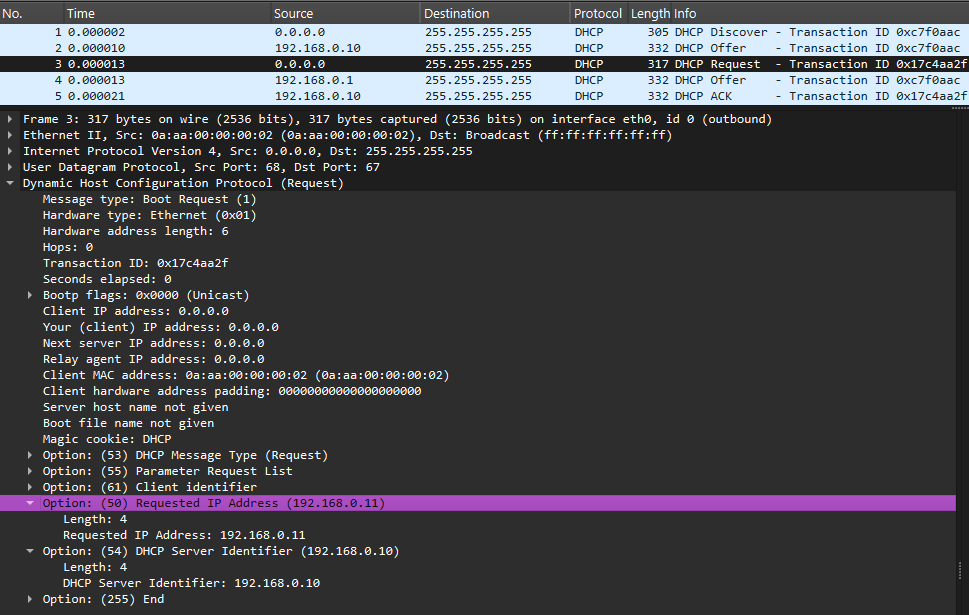 No. Time Source Destination Protocol Length Info
1 0.000002 0.0.0.0 255.255.255.255 DHCP 305 DHCP Discover - Transaction ID 0xc7f0aac
2 0.000010 192.168.0.10 255.255.255.255 DHCP 332 DHCP Offer - Transaction ID 0xc7f0aac
3 0.000013 0.0.0.0 255.255.255.255 DHCP 317 DHCP Request - Transaction ID 0x17c4aa2f
4 0.000013 192.168.0.1 255.255.255.255 DHCP 332 DHCP Offer - Transaction ID 0xc7f0aac
5 0.000021 192.168.0.10 255.255.255.255 DHCP 332 DHCP ACK - Transaction ID 0x17c4aa2f
Frame 3: 317 bytes on wire (2536 bits), 317 bytes captured (2536 bits) on interface eth0, id 0 (outbound)
Ethernet II, Src: 0a:aa:00:00:00:02 (0a:aa:00:00:00:02), Dst: Broadcast (ff:ff:ff:ff:ff:ff)
Internet Protocol Version 4, Src: 0.0.0.0, Dst: 255.255.255.255
User Datagram Protocol, Src Port: 68, Dst Port: 67
Dynamic Host Configuration Protocol (Request)
Message type: Boot Request (1)
Hardware type: Ethernet (0x01)
Hardware address length: 6
Hops: 0
Transaction ID: 0x17c4aa2f
Seconds elapsed: 0
Bootp flags: 0x0000 (Unicast)
Client IP address: 0.0.0.0
Your (client) IP address: 0.0.0.0
Next server IP address: 0.0.0.0
Relay agent IP address: 0.0.0.0
Client MAC address: 0a:aa:00:00:00:02 (0a:aa:00:00:00:02)
Client hardware address padding: 00000000000000000000
Server host name not given
Boot file name not given
Magic cookie: DHCP
Option: (53) DHCP Message Type (Request)
Option: (55) Parameter Request List
Option: (61) Client identifier
Option: (50) Requested IP Address (192.168.0.11)
Length: 4
Requested IP Address: 192.168.0.11
Option: (54) DHCP Server Identifier (192.168.0.10)
Length: 4
DHCP Server Identifier: 192.168.0.10
Option: (255) End